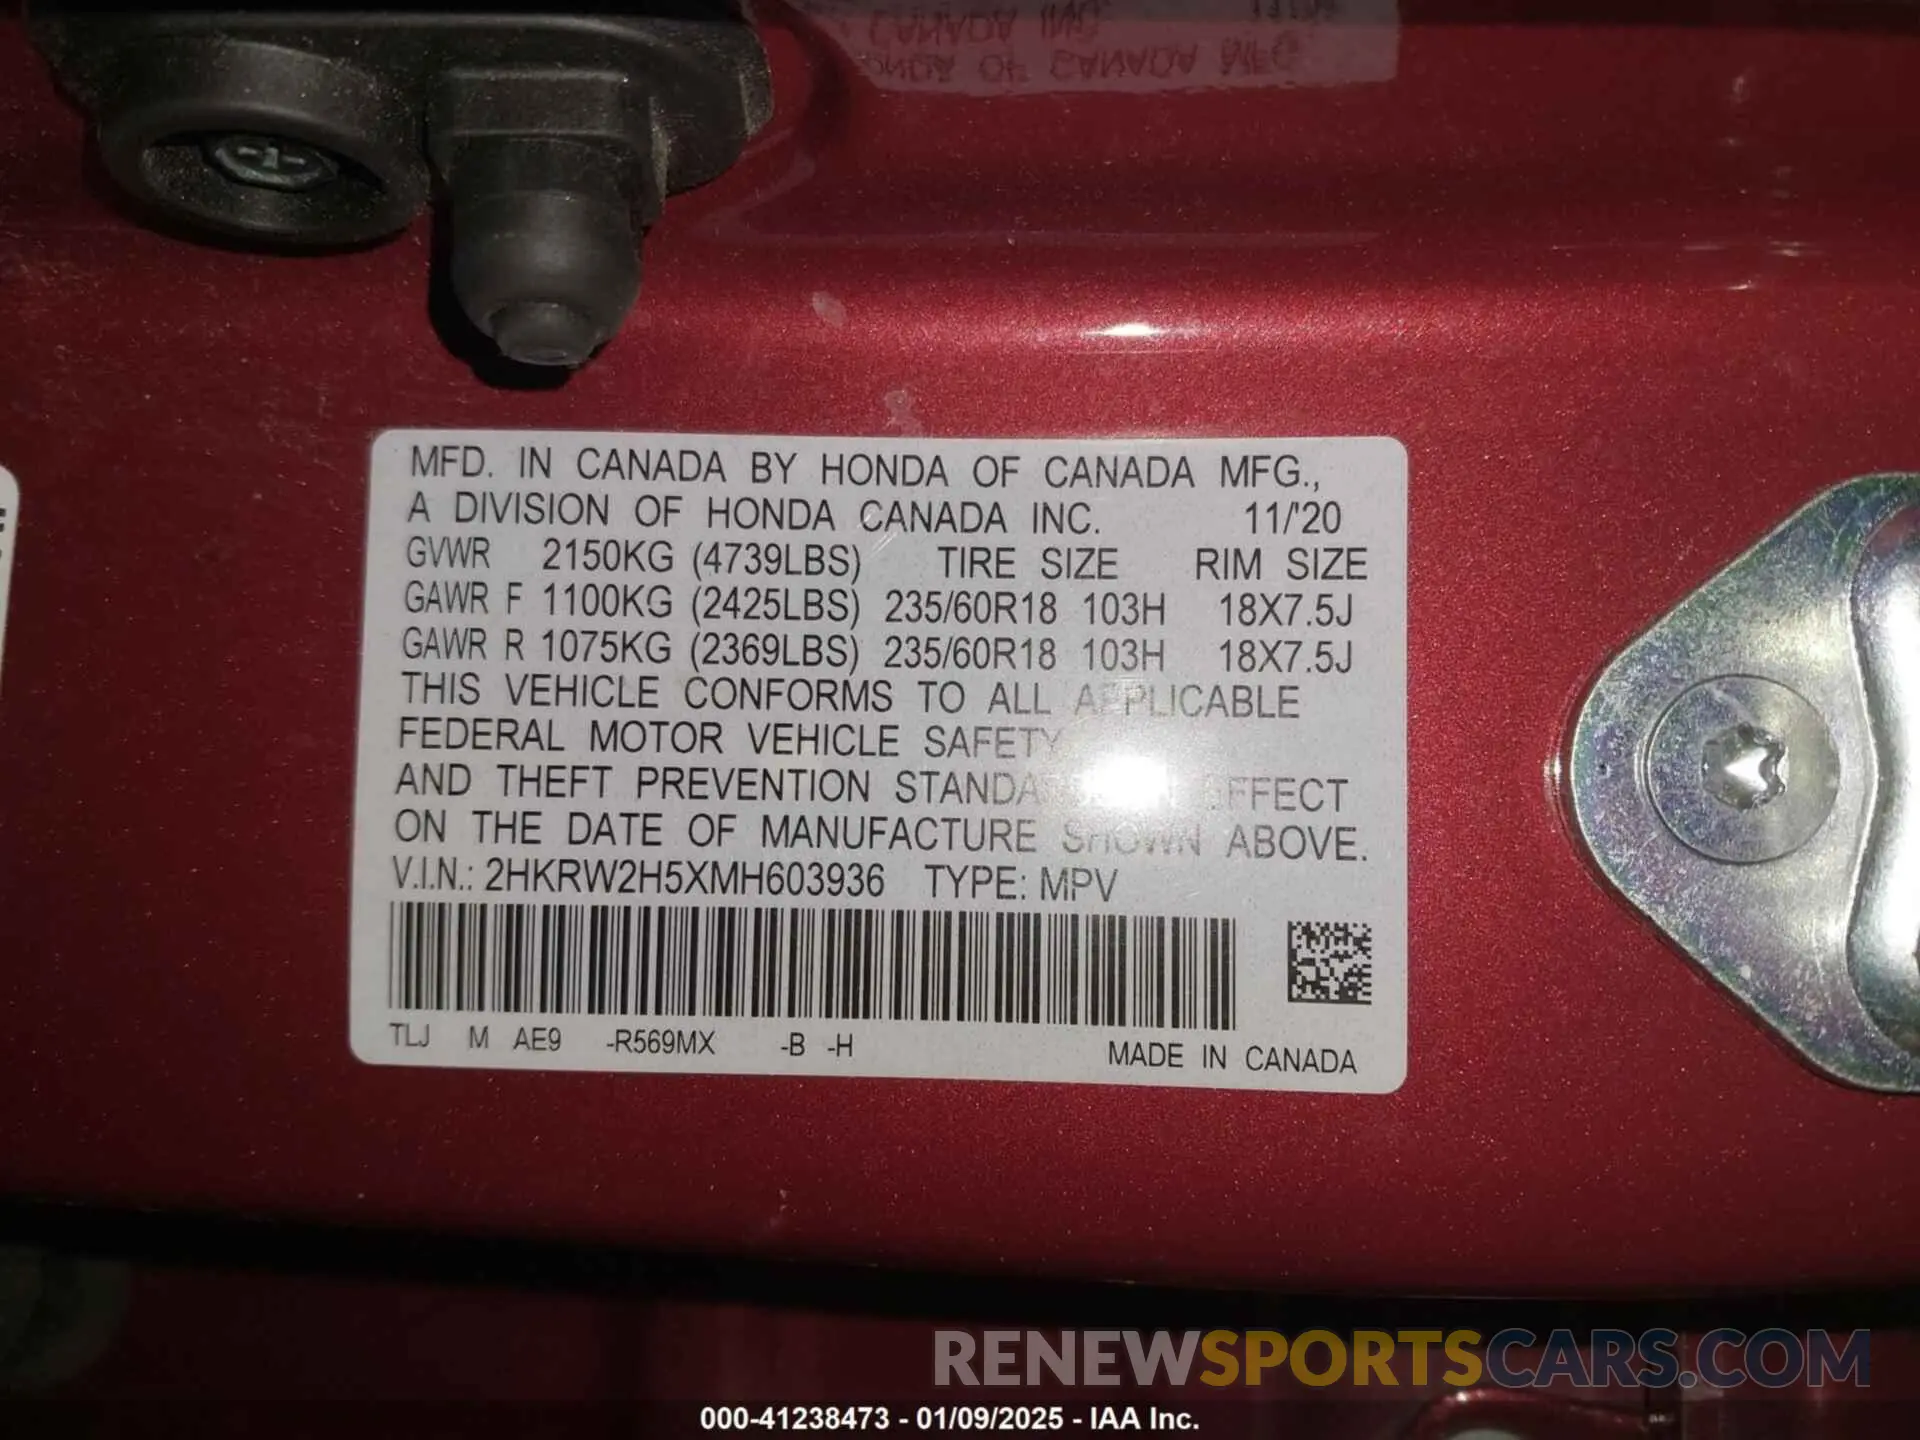 MFD. IN CANADA BY HONDA OF CANADA MFG.,
A DIVISION OF HONDA CANADA INC. 11/'20
GVWR 2150KG (4739LBS) TIRE SIZE RIM SIZE
GAWR F 1100KG (2425LBS) 235/60R18 103H 18X7.5J
GAWR R 1075KG (2369LBS) 235/60R18 103H 18X7.5J
THIS VEHICLE CONFORMS TO ALL APPLICABLE
FEDERAL MOTOR VEHICLE SAFETY
AND THEFT PREVENTION EFFECT
ON THE DATE OF MANUFACTURE SHOWN ABOVE.
V.I.N.: 2HKRW2H5XMH603936 TYPE: MPV
TLJ M AE9 -R569MX -B -H MADE IN CANADA
RENEWSPORTSCARS.COM
000-41238473 - 01/09/2025 - IAA Inc.